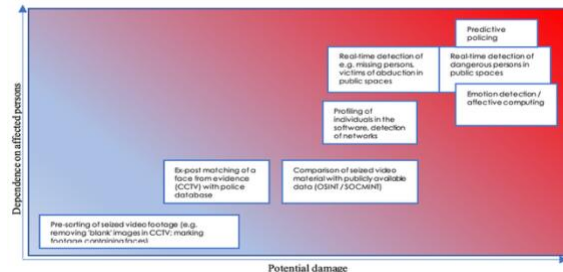 Dependence on affected persons
Predictive
policing
Real-time detection of
e.g. missing persons,
victims of abduction in
public spaces
Real-time detection of
dangerous persons in
public spaces
Emotion detection /
affective computing
Profiling of
individuals in the
software, detection
of networks
Ex-post matching of a
face from evidence
(CCTV) with police
database
Comparison of seized video
material with publicly available
data (OSINT / SOCMINT)
Pre-sorting of seized video footage (e.g.
removing 'blank' images in CCTV; marking
footage containing faces)
Potential damage